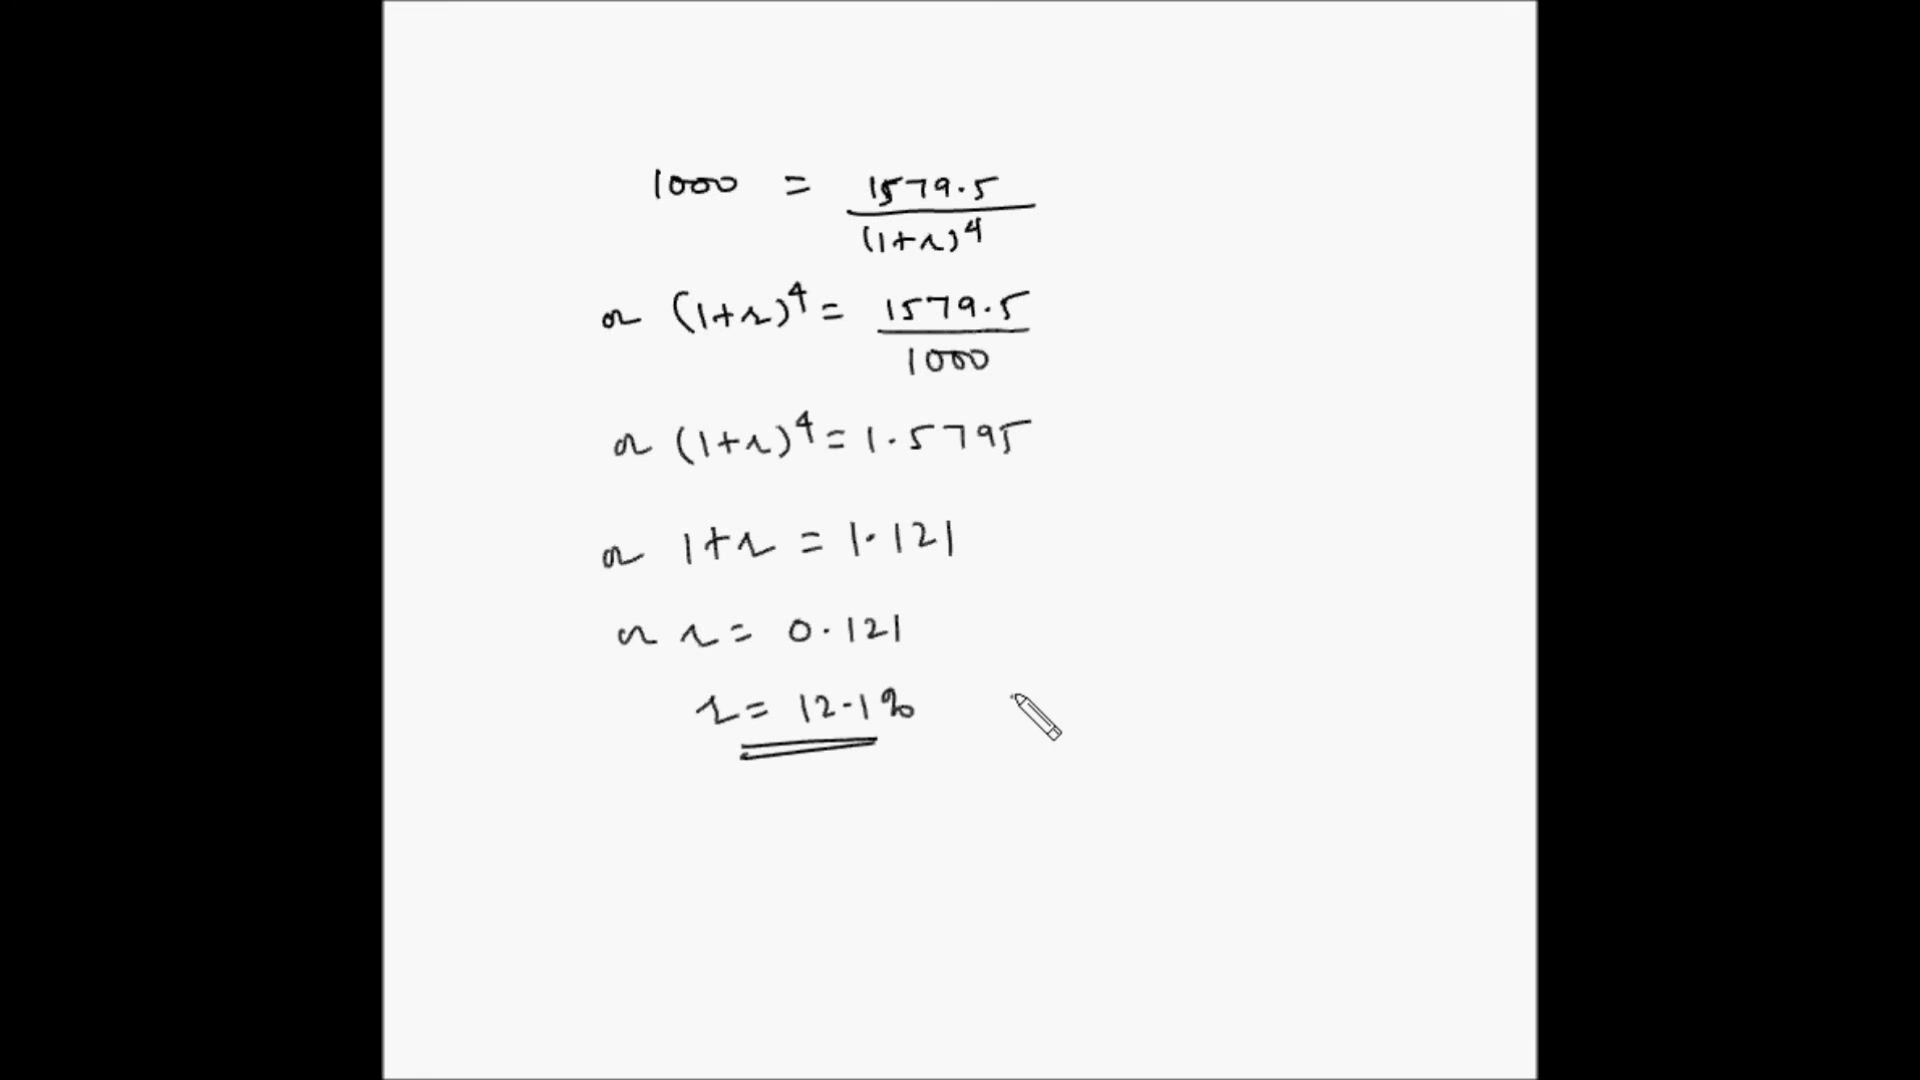 1000 = 1579.5 / (1+r)^4
or (1+r)^4 = 1579.5 / 1000
or (1+r)^4 = 1.5795
or 1+r = 1.121
or r = 0.121
r = 12.1%